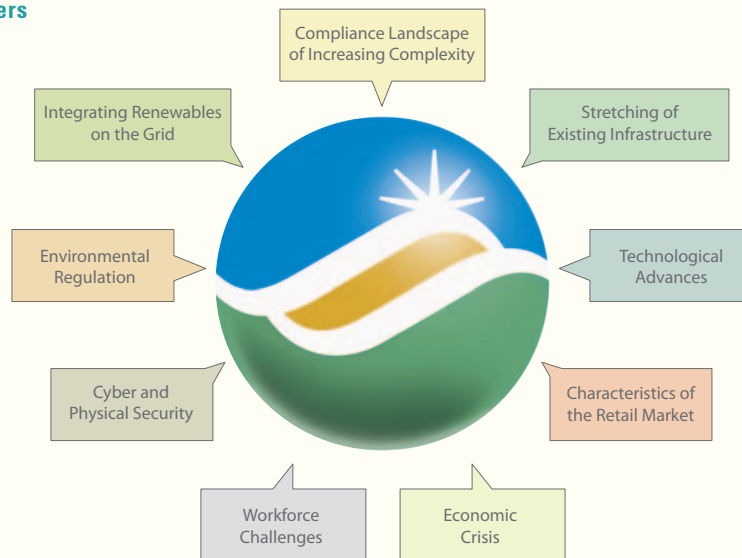 Compliance Landscape
of Increasing Complexity
Integrating Renewables
on the Grid
Stretching of
Existing Infrastructure
Environmental
Regulation
Technological
Advances
Cyber and
Physical Security
Characteristics of
the Retail Market
Workforce
Challenges
Economic
Crisis